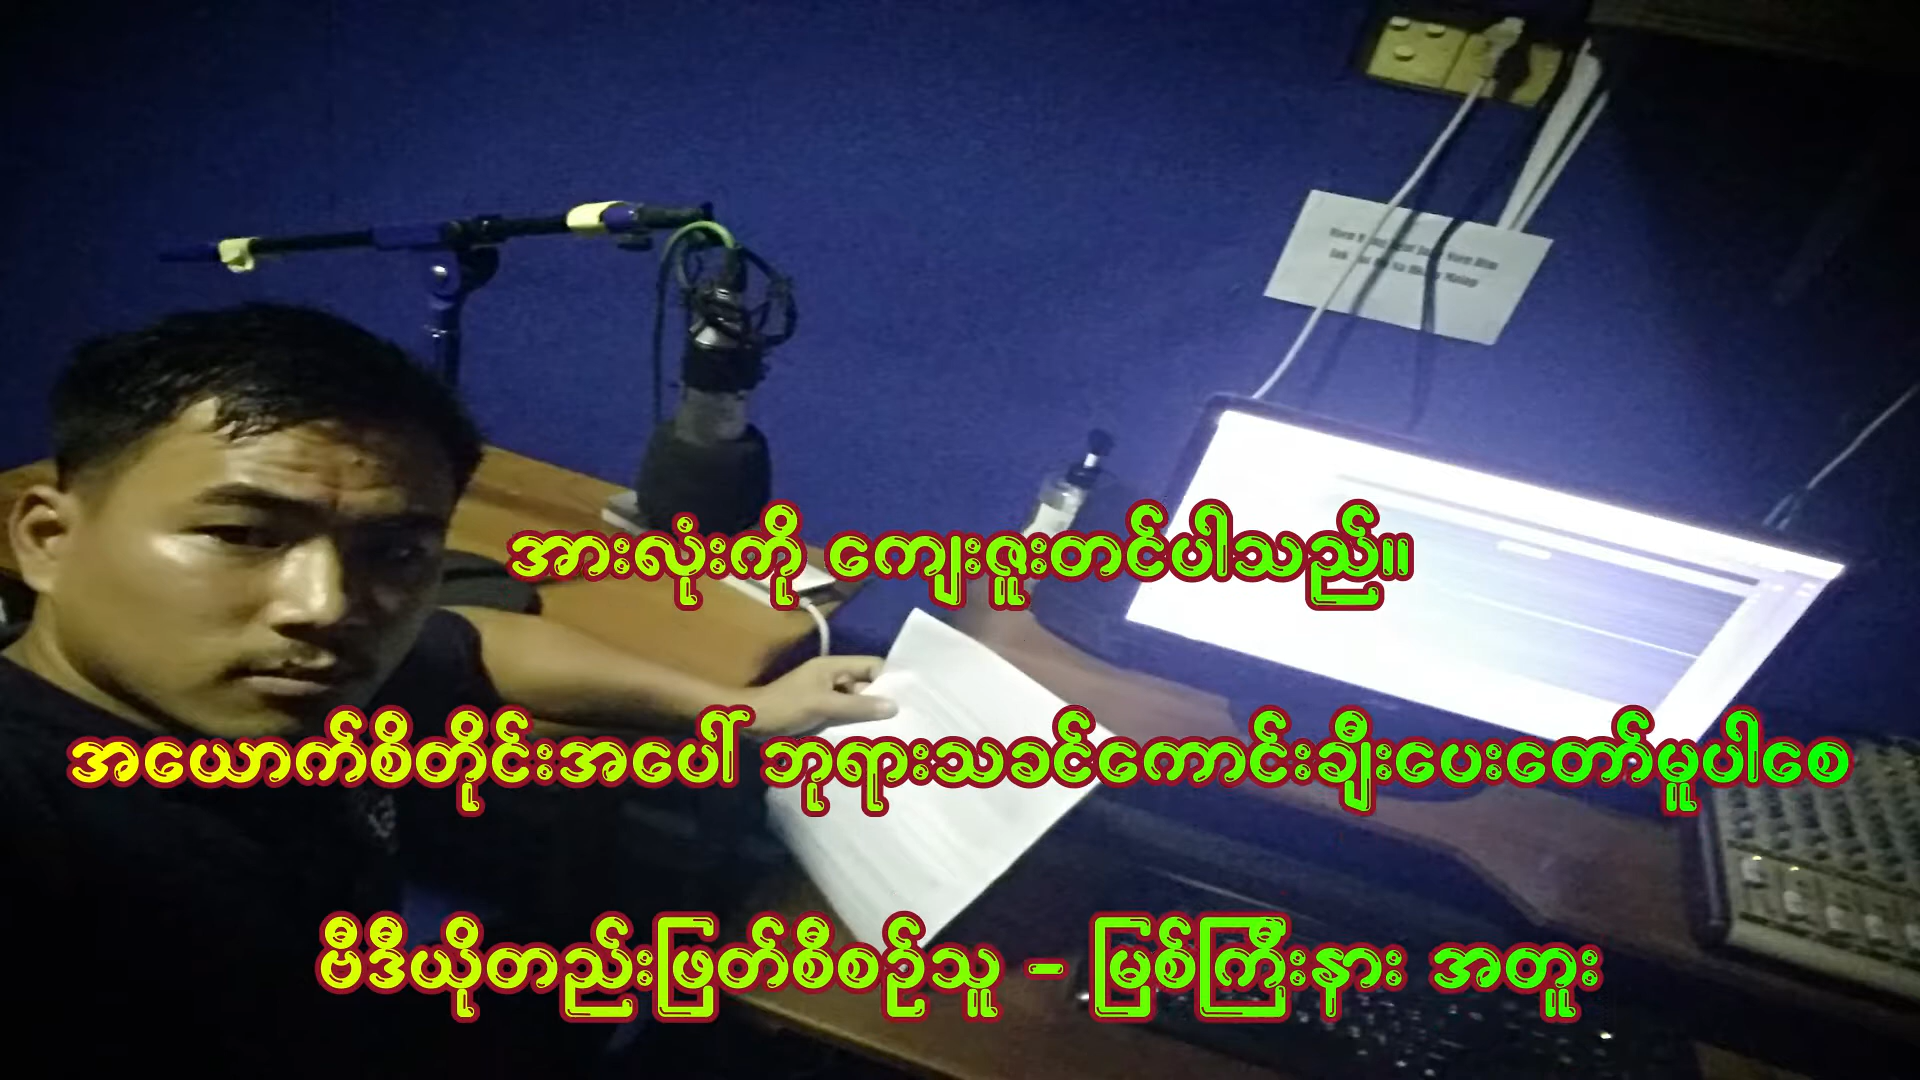 အားလုံးကို ကျေးဇူးတင်ပါသည်။
အယောက်စီတိုင်းအပေါ် ဘုရားသခင်ကောင်းချီးပေးတော်မူပါစေ
ဗီဒီယိုတည်းဖြတ်စီစဉ်သူ - မြစ်ကြီးနား အတူး